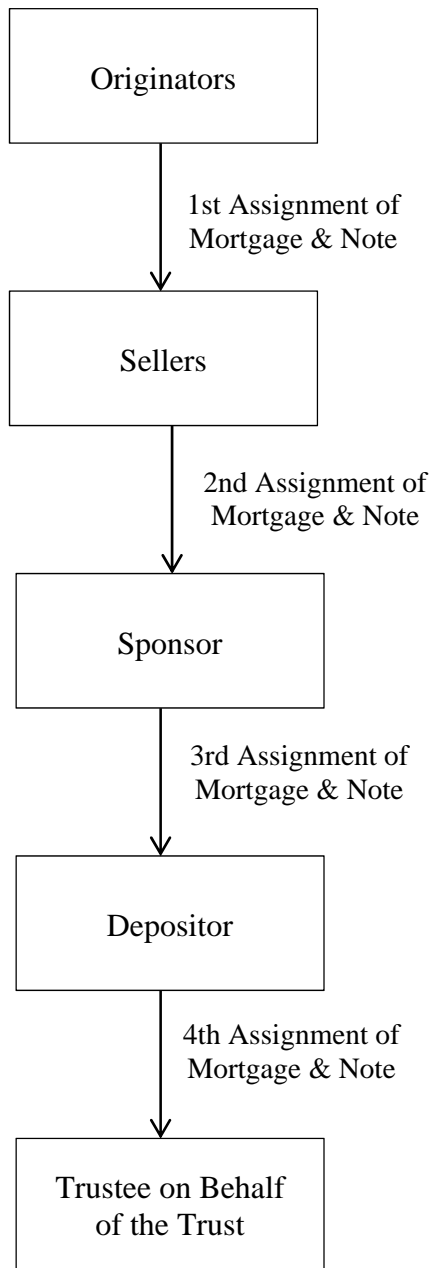 Originators
1st Assignment of
Mortgage & Note
Sellers
2nd Assignment of
Mortgage & Note
Sponsor
3rd Assignment of
Mortgage & Note
Depositor
4th Assignment of
Mortgage & Note
Trustee on Behalf
of the Trust